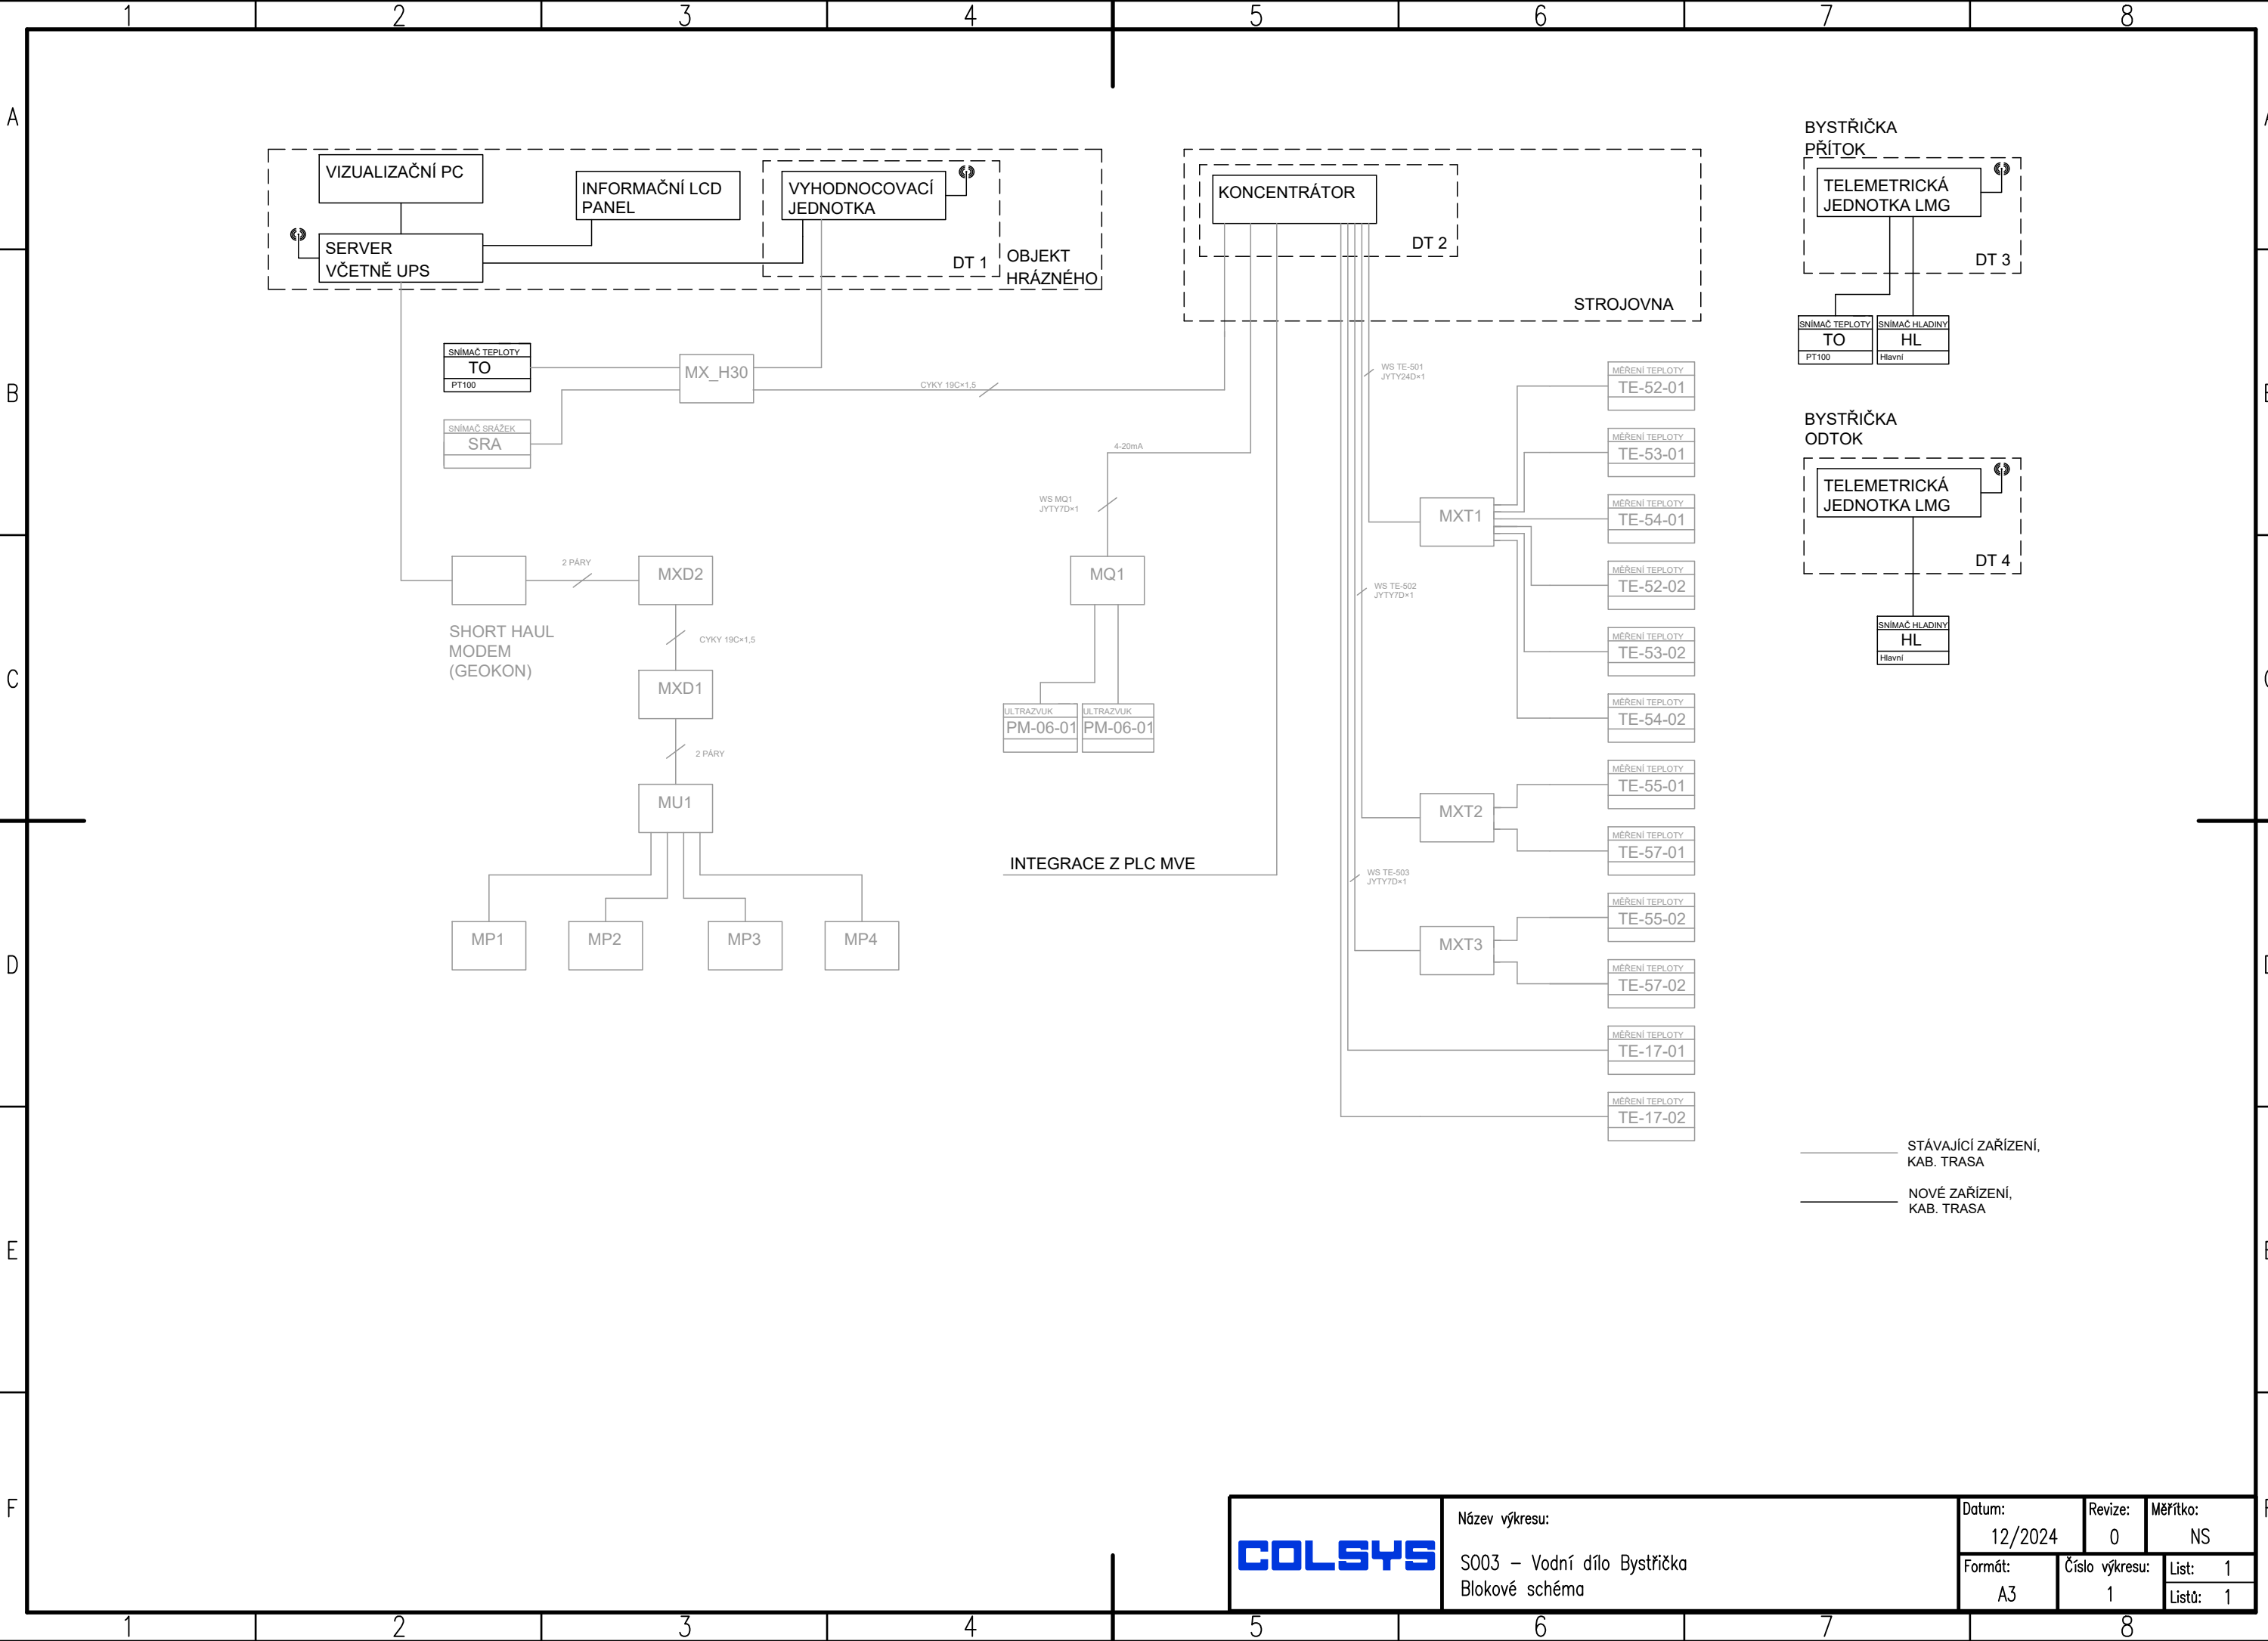 1 2 3 4 5 6 7 8
A
B
C
D
E
F
VIZUALIZAČNÍ PC
SERVER
VČETNĚ UPS
INFORMAČNÍ LCD
PANEL
VYHODNOCOVACÍ
JEDNOTKA
DT 1
OBJEKT
HRÁZNÉHO
KONCENTRÁTOR
DT 2
STROJOVNA
BYSTŘIČKA
PŘÍTOK
TELEMETRICKÁ
JEDNOTKA LMG
DT 3
SNÍMAČ TEPLOTY
TO
PT100
SNÍMAČ HLADINY
HL
Hlavní
BYSTŘIČKA
ODTOK
TELEMETRICKÁ
JEDNOTKA LMG
DT 4
SNÍMAČ HLADINY
HL
Hlavní
SNÍMAČ TEPLOTY
TO
PT100
SNÍMAČ SRÁŽEK
SRA
MX_H30
CYKY 19C×1,5
4-20mA
WS MQ1
JYTY7D×1
MQ1
ULTRAZVUK
PM-06-01
ULTRAZVUK
PM-06-01
INTEGRACE Z PLC MVE
SHORT HAUL
MODEM
(GEOKON)
2 PÁRY
MXD2
CYKY 19C×1,5
MXD1
2 PÁRY
MU1
MP1
MP2
MP3
MP4
WS TE-501
JYTY24D×1
WS TE-502
JYTY7D×1
WS TE-503
JYTY7D×1
MXT1
MXT2
MXT3
MĚŘENÍ TEPLOTY
TE-52-01
MĚŘENÍ TEPLOTY
TE-53-01
MĚŘENÍ TEPLOTY
TE-54-01
MĚŘENÍ TEPLOTY
TE-52-02
MĚŘENÍ TEPLOTY
TE-53-02
MĚŘENÍ TEPLOTY
TE-54-02
MĚŘENÍ TEPLOTY
TE-55-01
MĚŘENÍ TEPLOTY
TE-57-01
MĚŘENÍ TEPLOTY
TE-55-02
MĚŘENÍ TEPLOTY
TE-57-02
MĚŘENÍ TEPLOTY
TE-17-01
MĚŘENÍ TEPLOTY
TE-17-02
STÁVAJÍCÍ ZAŘÍZENÍ,
KAB. TRASA
NOVÉ ZAŘÍZENÍ,
KAB. TRASA
COLSYS
Název výkresu:
SO03 – Vodní dílo Bystřička
Blokové schéma
Datum:
12/2024
Revize:
0
Měřítko:
NS
Formát:
A3
Číslo výkresu:
1
List: 1
Listů: 1
1 2 3 4 5 6 7 8